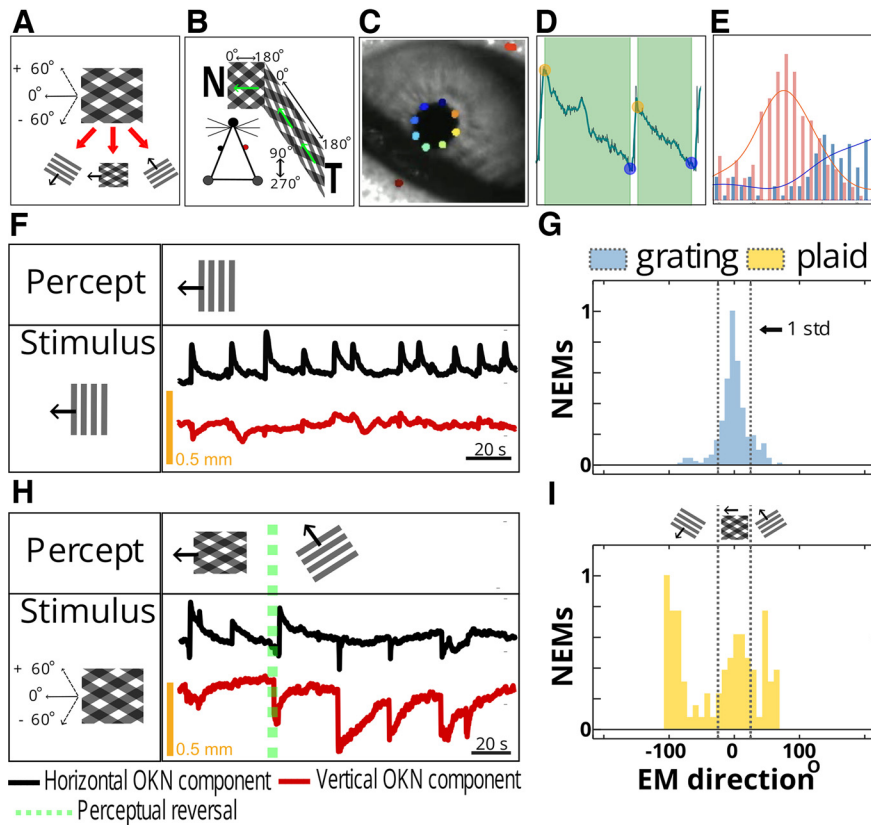 A
B
C
D
E
+ 60°
0°
- 60°
0° 180°
0°
N
180°
90°
270°
T
F
Percept
Stimulus
0.5 mm
20 s
G
grating plaid
1
1 std
NEMs
0
H
Percept
Stimulus
+ 60°
0°
- 60°
0.5 mm
20 s
I
1
NEMs
0
-100 0 100
EM direction°
Horizontal OKN component Vertical OKN component
Perceptual reversal